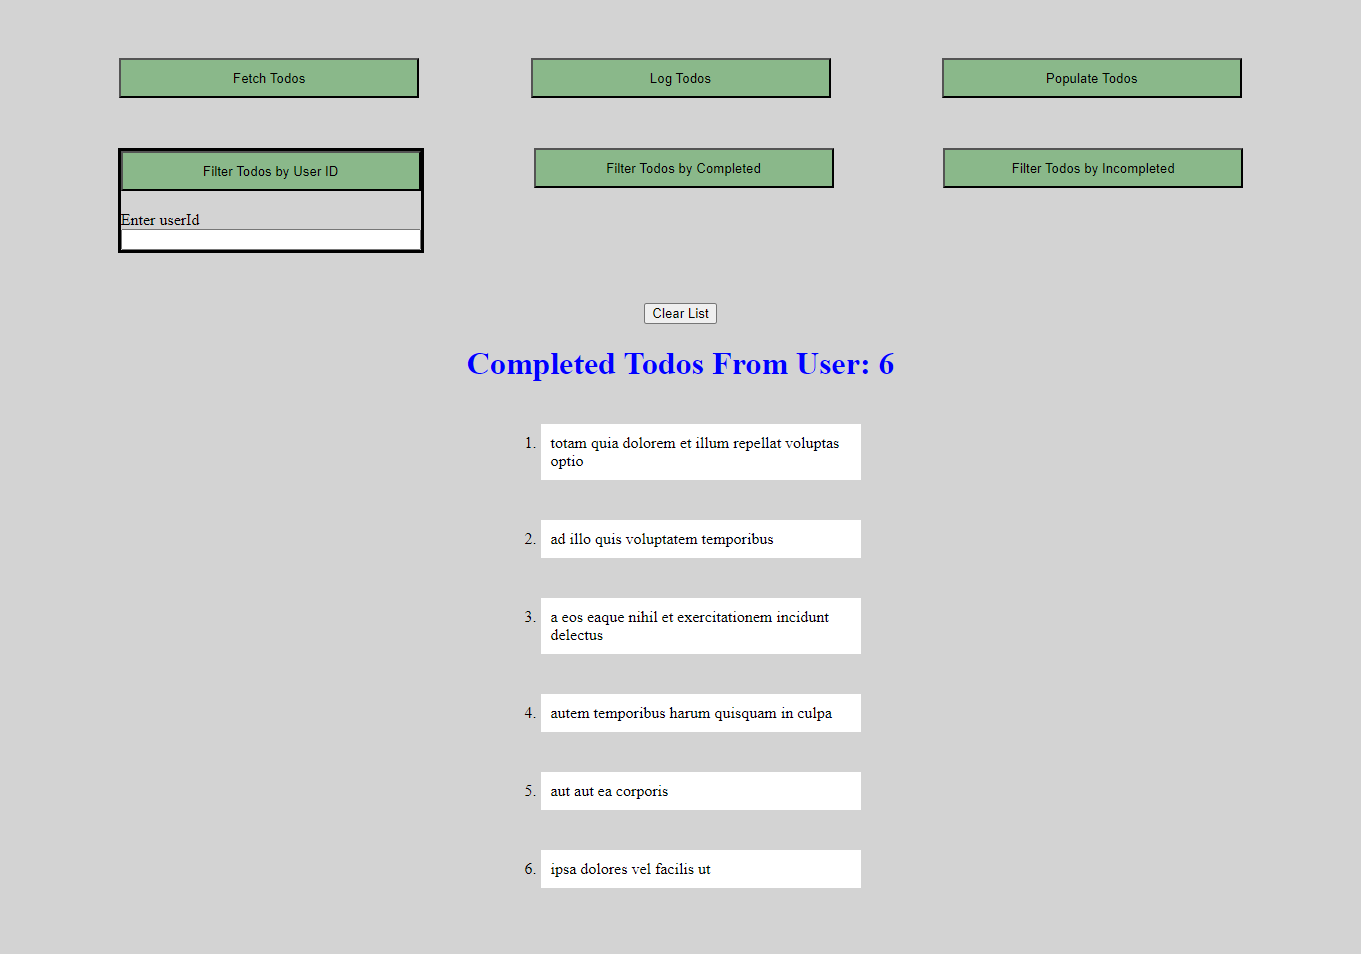 Fetch Todos
Log Todos
Populate Todos
Filter Todos by User ID
Filter Todos by Completed
Filter Todos by Incompleted
Enter userId
Clear List
Completed Todos From User: 6
1. totam quia dolorem et illum repellat voluptas
optio
2. ad illo quis voluptatem temporibus
3. a eos eaque nihil et exercitationem incidunt
delectus
4. autem temporibus harum quisquam in culpa
5. aut aut ea corporis
6. ipsa dolores vel facilis ut